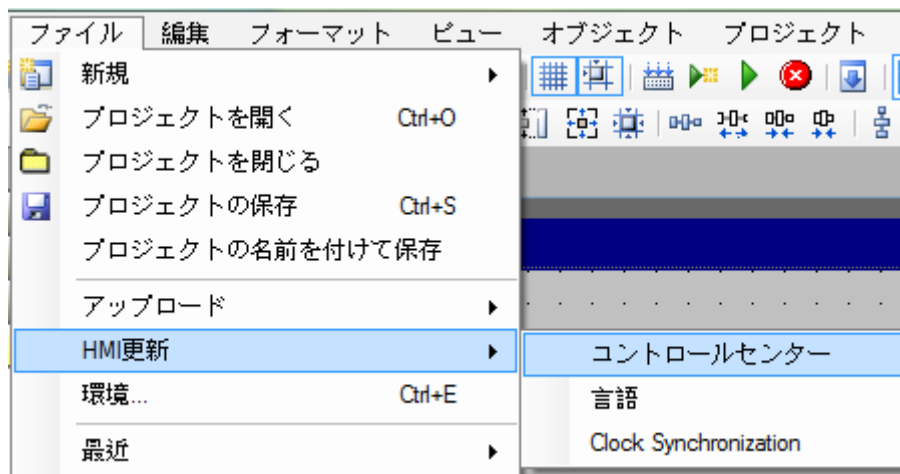 ファイル 編集 フォーマット ビュー オブジェクト プロジェクト
新規
プロジェクトを開く Ctrl+O
プロジェクトを閉じる
プロジェクトの保存 Ctrl+S
プロジェクトの名前を付けて保存
アップロード
HMI更新
コントロールセンター
環境... Ctrl+E
言語
最近
Clock Synchronization